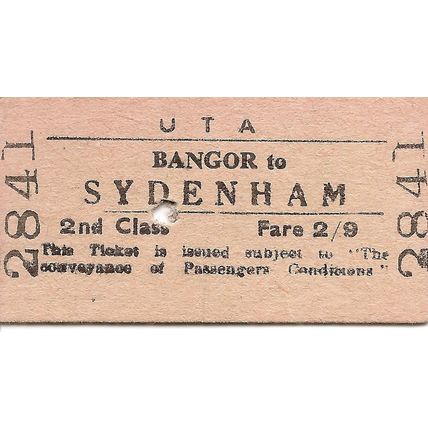 U T A
BANGOR to
SYDENHAM
2nd Class Fare 2/9
This Ticket is issued subject to "The
conveyance of Passengers Conditions"
2841
2841